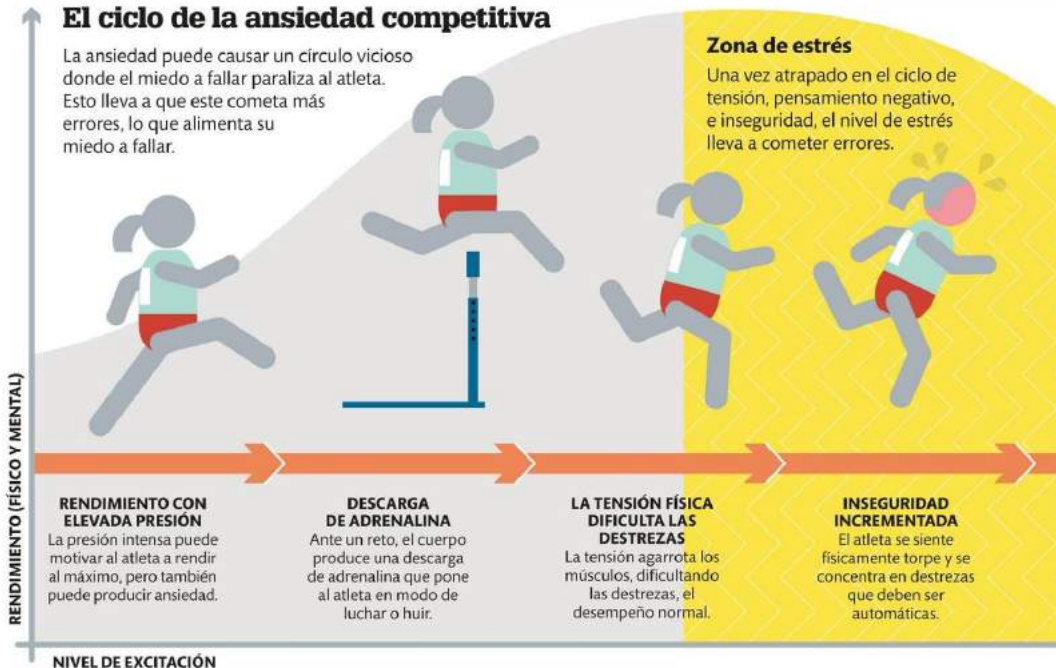 El ciclo de la ansiedad competitiva
La ansiedad puede causar un círculo vicioso
donde el miedo a fallar paraliza al atleta.
Esto lleva a que este cometa más
errores, lo que alimenta su
miedo a fallar.
Zona de estrés
Una vez atrapado en el ciclo de
tensión, pensamiento negativo,
e inseguridad, el nivel de estrés
lleva a cometer errores.
RENDIMIENTO (FÍSICO Y MENTAL)
RENDIMIENTO CON
ELEVADA PRESIÓN
La presión intensa puede
motivar al atleta a rendir
al máximo, pero también
puede producir ansiedad.
DESCARGA
DE ADRENALINA
Ante un reto, el cuerpo
produce una descarga
de adrenalina que pone
al atleta en modo de
luchar o huir.
LA TENSIÓN FÍSICA
DIFICULTA LAS
DESTREZAS
La tensión agarrota los
músculos, dificultando
las destrezas, el
desempeño normal.
INSEGURIDAD
INCREMENTADA
El atleta se siente
físicamente torpe y se
concentra en destrezas
que deben ser
automáticas.
NIVEL DE EXCITACIÓN